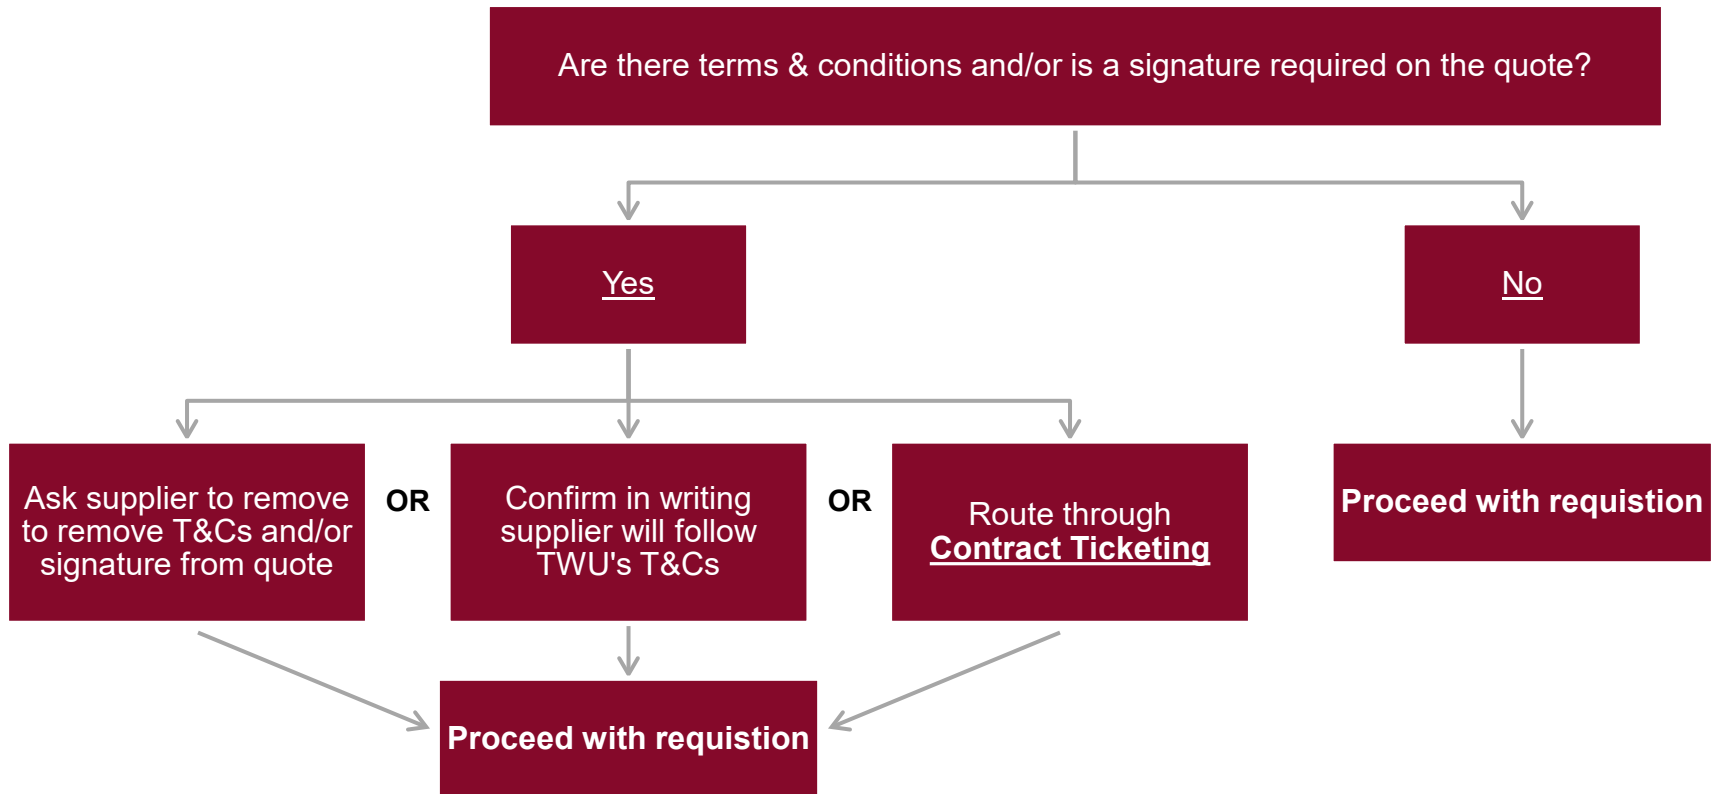 Are there terms & conditions and/or is a signature required on the quote?
Yes
No
Ask supplier to remove
to remove T&Cs and/or
signature from quote
OR
Confirm in writing
supplier will follow
TWU's T&Cs
OR
Route through
Contract Ticketing
Proceed with requistion
Proceed with requistion